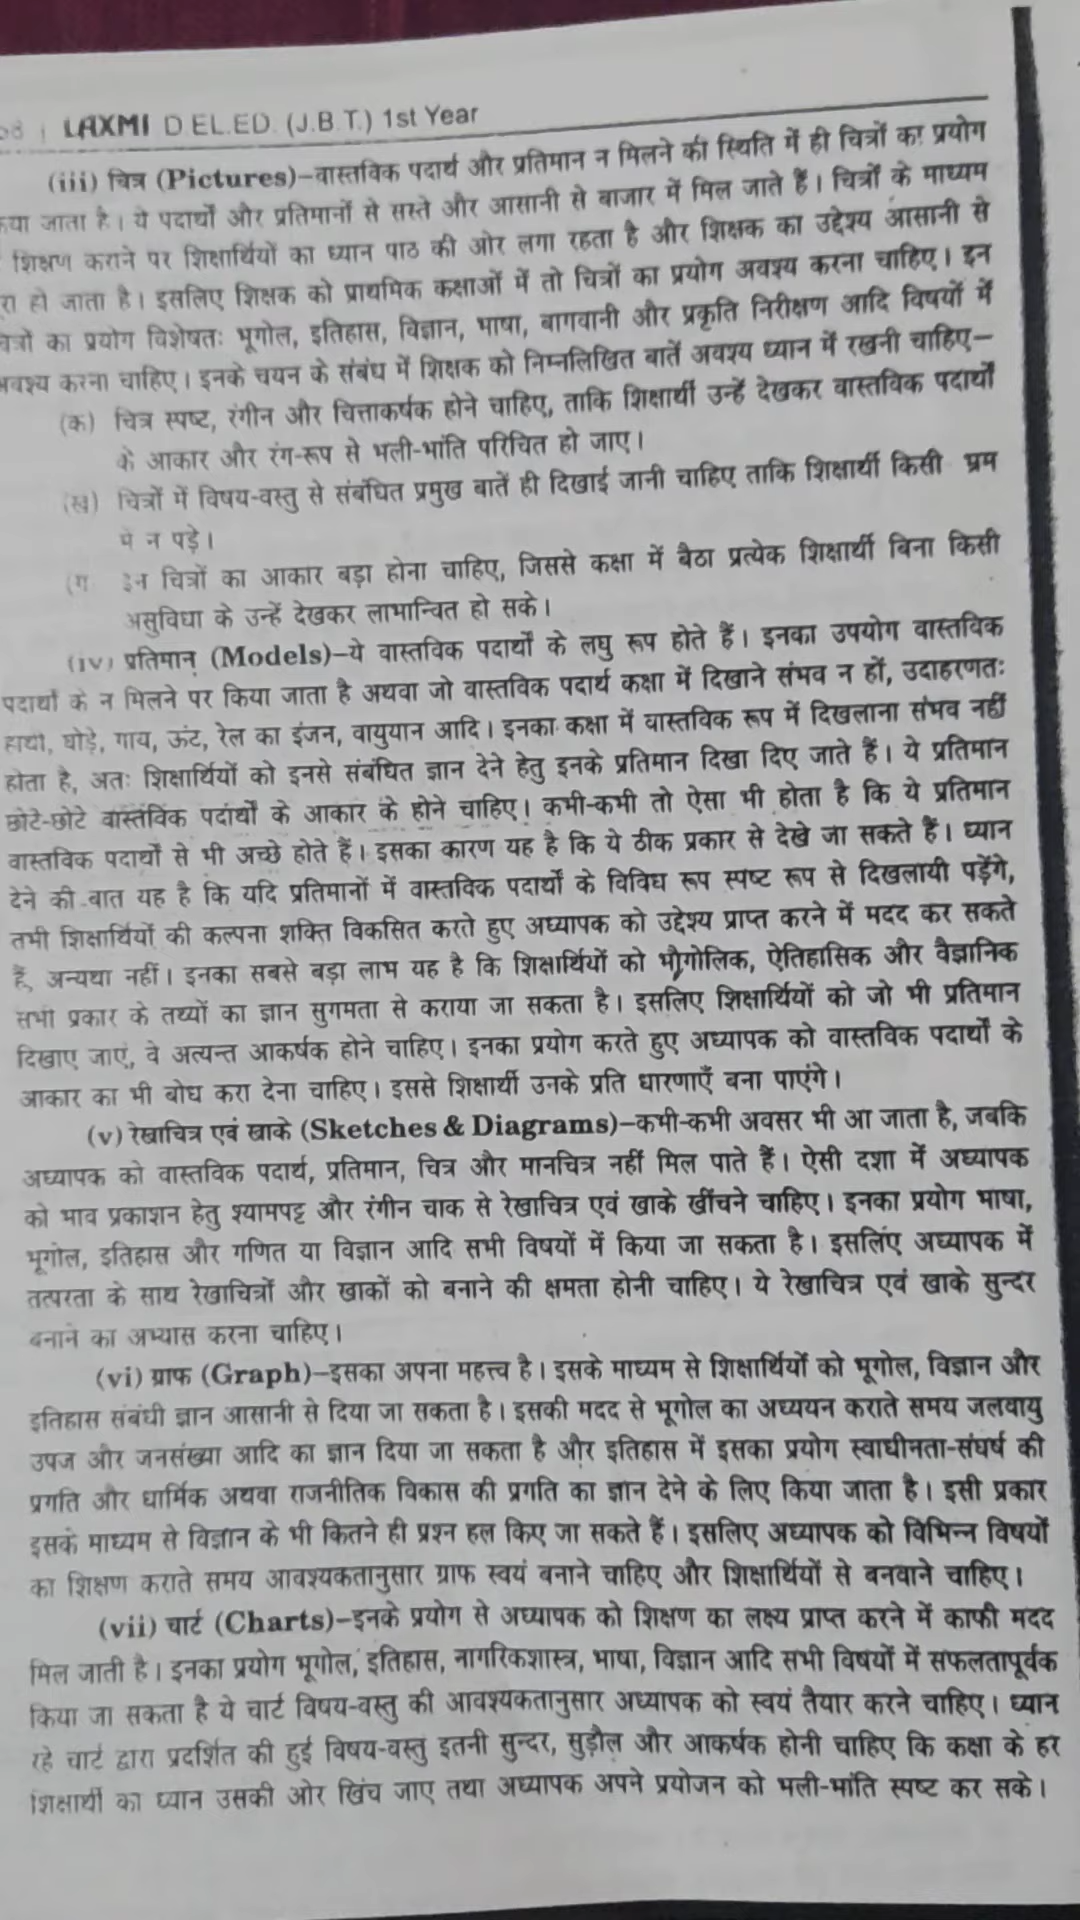 LAXMI D.EL.ED. (J.B.T.) 1st Year
(iii) चित्र (Pictures)–वास्तविक पदार्थ और प्रतिमान न मिलने की स्थिति में ही चित्रों का प्रयोग
जाता है। ये पदार्थों और प्रतिमानों से सस्ते और आसानी से बाजार में मिल जाते हैं। चित्रों के माध्यम
शिक्षण कराने पर शिक्षार्थियों का ध्यान पाठ की ओर लगा रहता है और शिक्षक का उद्देश्य आसानी से
रा हो जाता है। इसलिए शिक्षक को प्राथमिक कक्षाओं में तो चित्रों का प्रयोग अवश्य करना चाहिए। इन
का प्रयोग विशेषतः भूगोल, इतिहास, विज्ञान, भाषा, बागवानी और प्रकृति निरीक्षण आदि विषयों में
करना चाहिए। इनके चयन के संबंध में शिक्षक को निम्नलिखित बातें अवश्य ध्यान में रखनी चाहिए–
(क) चित्र स्पष्ट, रंगीन और चित्ताकर्षक होने चाहिए, ताकि शिक्षार्थी उन्हें देखकर वास्तविक पदार्थों
के आकार और रंग-रूप से भली-भांति परिचित हो जाए।
(ख) चित्रों में विषय-वस्तु से संबंधित प्रमुख बातें ही दिखाई जानी चाहिए ताकि शिक्षार्थी किसी भ्रम
में न पड़े।
(ग इन चित्रों का आकार बड़ा होना चाहिए, जिससे कक्षा में बैठा प्रत्येक शिक्षार्थी बिना किसी
असुविधा के उन्हें देखकर लाभान्वित हो सके।
(iv) प्रतिमान (Models)–ये वास्तविक पदार्थों के लघु रूप होते हैं। इनका उपयोग वास्तविक
पदार्थों के न मिलने पर किया जाता है अथवा जो वास्तविक पदार्थ कक्षा में दिखाने संभव न हों, उदाहरणतः
हाथी, घोड़े, गाय, ऊंट, रेल का इंजन, वायुयान आदि। इनका कक्षा में वास्तविक रूप में दिखलाना संभव नहीं
होता है, अतः शिक्षार्थियों को इनसे संबंधित ज्ञान देने हेतु इनके प्रतिमान दिखा दिए जाते हैं। ये प्रतिमान
छोटे-छोटे वास्तविक पदार्थों के आकार के होने चाहिए। कभी-कभी तो ऐसा भी होता है कि ये प्रतिमान
वास्तविक पदार्थों से भी अच्छे होते हैं। इसका कारण यह है कि ये ठीक प्रकार से देखे जा सकते हैं। ध्यान
देने की बात यह है कि यदि प्रतिमानों में वास्तविक पदार्थों के विविध रूप स्पष्ट रूप से दिखलायी पड़ेंगे,
तभी शिक्षार्थियों की कल्पना शक्ति विकसित करते हुए अध्यापक को उद्देश्य प्राप्त करने में मदद कर सकते
हैं, अन्यथा नहीं। इनका सबसे बड़ा लाभ यह है कि शिक्षार्थियों को भौगोलिक, ऐतिहासिक और वैज्ञानिक
सभी प्रकार के तथ्यों का ज्ञान सुगमता से कराया जा सकता है। इसलिए शिक्षार्थियों को जो भी प्रतिमान
दिखाए जाएं, वे अत्यन्त आकर्षक होने चाहिए। इनका प्रयोग करते हुए अध्यापक को वास्तविक पदार्थों के
आकार का भी बोध करा देना चाहिए। इससे शिक्षार्थी उनके प्रति धारणाएँ बना पाएंगे।
(v) रेखाचित्र एवं खाके (Sketches & Diagrams)–कभी-कभी अवसर भी आ जाता है, जबकि
अध्यापक को वास्तविक पदार्थ, प्रतिमान, चित्र और मानचित्र नहीं मिल पाते हैं। ऐसी दशा में अध्यापक
को भाव प्रकाशन हेतु श्यामपट्ट और रंगीन चाक से रेखाचित्र एवं खाके खींचने चाहिए। इनका प्रयोग भाषा,
भूगोल, इतिहास और गणित या विज्ञान आदि सभी विषयों में किया जा सकता है। इसलिए अध्यापक में
तत्परता के साथ रेखाचित्रों और खाकों को बनाने की क्षमता होनी चाहिए। ये रेखाचित्र एवं खाके सुन्दर
बनाने का अभ्यास करना चाहिए।
(vi) ग्राफ (Graph)–इसका अपना महत्त्व है। इसके माध्यम से शिक्षार्थियों को भूगोल, विज्ञान और
इतिहास संबंधी ज्ञान आसानी से दिया जा सकता है। इसकी मदद से भूगोल का अध्ययन कराते समय जलवायु
उपज और जनसंख्या आदि का ज्ञान दिया जा सकता है और इतिहास में इसका प्रयोग स्वाधीनता-संघर्ष की
प्रगति और धार्मिक अथवा राजनीतिक विकास की प्रगति का ज्ञान देने के लिए किया जाता है। इसी प्रकार
इसके माध्यम से विज्ञान के भी कितने ही प्रश्न हल किए जा सकते हैं। इसलिए अध्यापक को विभिन्न विषयों
का शिक्षण कराते समय आवश्यकतानुसार ग्राफ स्वयं बनाने चाहिए और शिक्षार्थियों से बनवाने चाहिए।
(vii) चार्ट (Charts)–इनके प्रयोग से अध्यापक को शिक्षण का लक्ष्य प्राप्त करने में काफी मदद
मिल जाती है। इनका प्रयोग भूगोल, इतिहास, नागरिकशास्त्र, भाषा, विज्ञान आदि सभी विषयों में सफलतापूर्वक
किया जा सकता है ये चार्ट विषय-वस्तु की आवश्यकतानुसार अध्यापक को स्वयं तैयार करने चाहिए। ध्यान
रहे चार्ट द्वारा प्रदर्शित की हुई विषय-वस्तु इतनी सुन्दर, सुड़ौल और आकर्षक होनी चाहिए कि कक्षा के हर
शिक्षार्थी का ध्यान उसकी ओर खिंच जाए तथा अध्यापक अपने प्रयोजन को भली-भांति स्पष्ट कर सके।